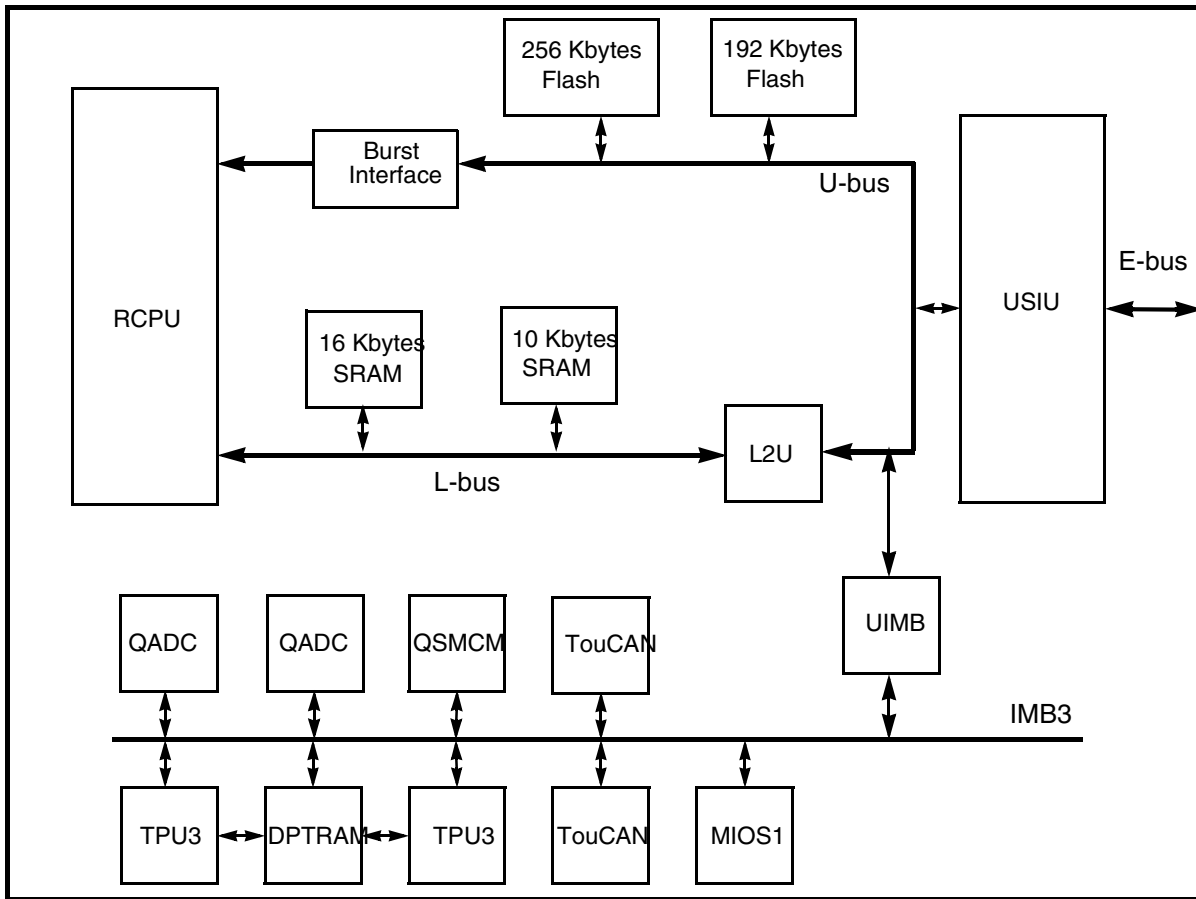 256 Kbytes
Flash
192 Kbytes
Flash
Burst
Interface
U-bus
E-bus
RCPU
USIU
16 Kbytes
SRAM
10 Kbytes
SRAM
L2U
L-bus
QADC
QADC
QSMCM
TouCAN
UIMB
IMB3
TPU3
DPTRAM
TPU3
TouCAN
MIOS1